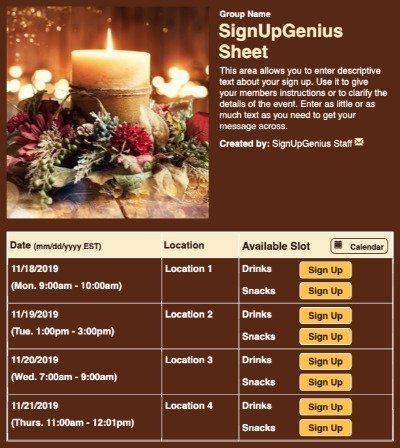 Group Name
SignUpGenius
Sheet
This area allows you to enter descriptive
text about your sign up. Use it to give
your members instructions or to clarify the
details of the event. Enter as little or as
much text as you need to get your
message across.
Created by: SignUpGenius Staff
Date (mm/dd/yyyy EST) Location Available Slot Calendar
11/18/2019 Location 1 Drinks Sign Up
(Mon. 9:00am - 10:00am)
Snacks Sign Up
11/19/2019 Location 2 Drinks Sign Up
(Tue. 1:00pm - 3:00pm)
Snacks Sign Up
11/20/2019 Location 3 Drinks Sign Up
(Wed. 7:00am - 9:00am)
Snacks Sign Up
11/21/2019 Location 4 Drinks Sign Up
(Thurs. 11:00am - 12:01pm)
Snacks Sign Up